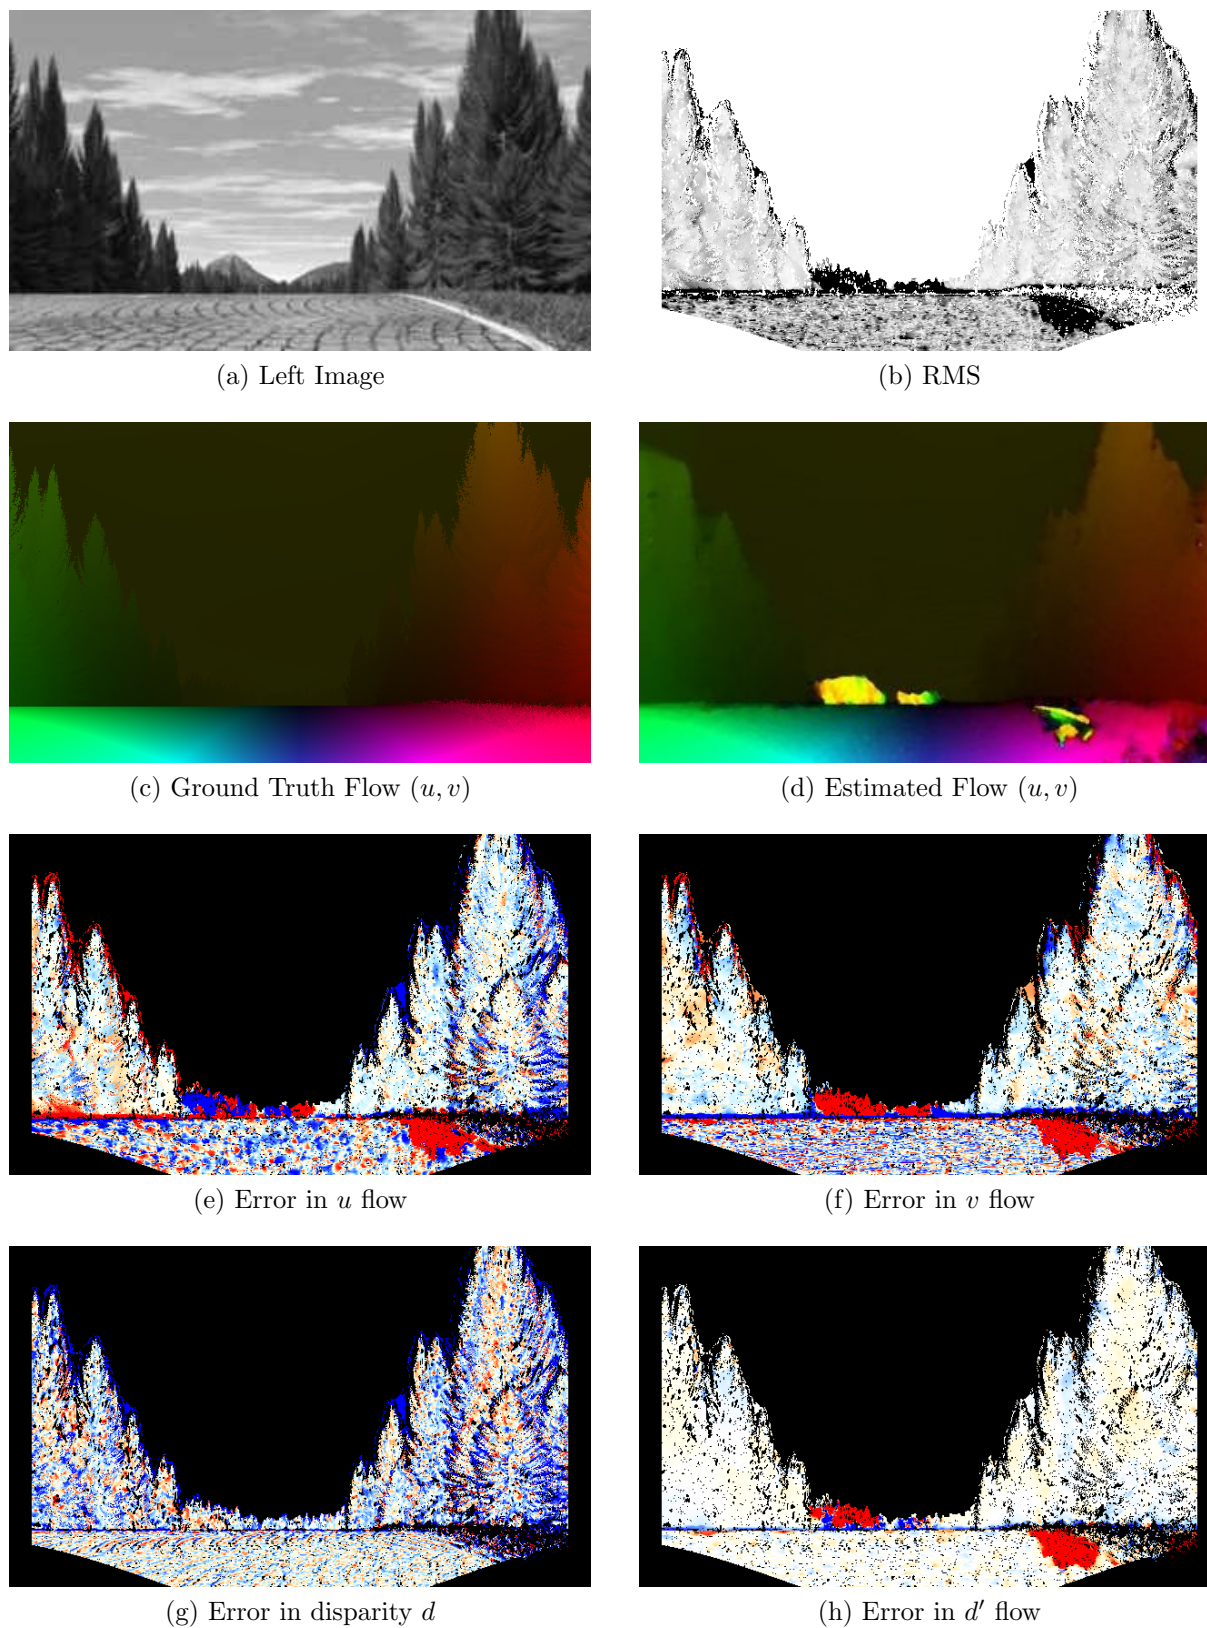 (a) Left Image
(b) RMS
(c) Ground Truth Flow (u, v)
(d) Estimated Flow (u, v)
(e) Error in u flow
(f) Error in v flow
(g) Error in disparity d
(h) Error in d′ flow